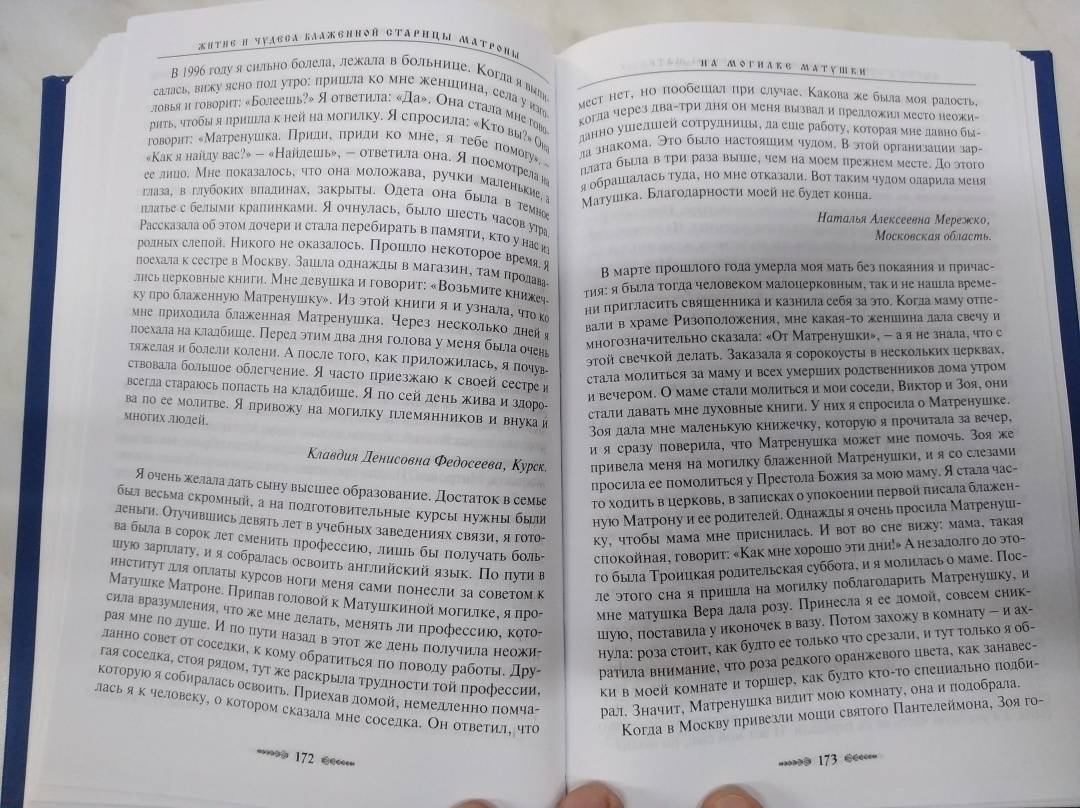 ЖИТИЕ И ЧУДЕСА БЛАЖЕННОЙ СТАРИЦЫ МАТРОНЫ
В 1996 году я сильно болела, лежала в больнице. Когда я выпи-
салась, вижу ясно под утро: пришла ко мне женщина, села у изго-
ловья и говорит: «Болеешь?» Я ответила: «Да». Она стала мне гово-
рить, чтобы я пришла к ней на могилку. Я спросила: «Кто вы?» Она
говорит: «Матренушка. Приди, приди ко мне, я тебе помогу». –
«Как я найду вас?» – «Найдешь», – ответила она. Я посмотрела на
ее лицо. Мне показалось, что она моложава, ручки маленькие, а
глаза, в глубоких впадинах, закрыты. Одета она была в темное
платье с белыми крапинками. Я очнулась, было шесть часов утра.
Рассказала об этом дочери и стала перебирать в памяти, кто у нас из
родных слепой. Никого не оказалось. Прошло некоторое время. Я
поехала к сестре в Москву. Зашла однажды в магазин, там продава-
лись церковные книги. Мне девушка и говорит: «Возьмите книжеч-
ку про блаженную Матренушку». Из этой книги я и узнала, что ко
мне приходила блаженная Матренушка. Через несколько дней я
поехала на кладбище. Перед этим два дня голова у меня была очень
тяжелая и болели колени. А после того, как приложилась, я почув-
ствовала большое облегчение. Я часто приезжаю к своей сестре и
всегда стараюсь попасть на кладбище. Я по сей день жива и здоро-
ва по ее молитве. Я привожу на могилку племянников и внука и
многих людей.
Клавдия Денисовна Федосеева, Курск.
Я очень желала дать сыну высшее образование. Достаток в семье
был весьма скромный, а на подготовительные курсы нужны были
деньги. Отучившись девять лет в учебных заведениях связи, я гото-
ва была в сорок лет сменить профессию, лишь бы получать боль-
шую зарплату, и я собралась освоить английский язык. По пути в
институт для оплаты курсов ноги меня сами понесли за советом к
Матушке Матроне. Припав головой к Матушкиной могилке, я про-
сила вразумления, что же мне делать, менять ли профессию, кото-
рая мне по душе. И по пути назад в этот же день получила неожи-
данно совет от соседки, к кому обратиться по поводу работы. Дру-
гая соседка, стоя рядом, тут же раскрыла трудности той профессии,
которую я собиралась освоить. Приехав домой, немедленно помча-
лась я к человеку, о котором сказала мне соседка. Он ответил, что
172
НА МОГИЛКЕ МАТУШКИ
мест нет, но пообещал при случае. Какова же была моя радость,
когда через два-три дня он меня вызвал и предложил место неожи-
данно ушедшей сотрудницы, да еще работу, которая мне давно бы-
ла знакома. Это было настоящим чудом. В этой организации зар-
плата была в три раза выше, чем на моем прежнем месте. До этого
я обращалась туда, но мне отказали. Вот таким чудом одарила меня
Матушка. Благодарности моей не будет конца.
Наталья Алексеевна Мережко,
Московская область.
В марте прошлого года умерла моя мать без покаяния и причас-
тия: я была тогда человеком малоцерковным, так и не нашла време-
ни пригласить священника и казнила себя за это. Когда маму отпе-
вали в храме Ризоположения, мне какая-то женщина дала свечу и
многозначительно сказала: «От Матренушки», – а я не знала, что с
этой свечкой делать. Заказала я сорокоусты в нескольких церквах,
стала молиться за маму и всех умерших родственников дома утром
и вечером. О маме стали молиться и мои соседи, Виктор и Зоя, они
стали давать мне духовные книги. У них я спросила о Матренушке.
Зоя дала мне маленькую книжечку, которую я прочитала за вечер,
и я сразу поверила, что Матренушка может мне помочь. Зоя же
привела меня на могилку блаженной Матренушки, и я со слезами
просила ее помолиться у Престола Божия за мою маму. Я стала час-
то ходить в церковь, в записках о упокоении первой писала блажен-
ную Матрону и ее родителей. Однажды я очень просила Матренуш-
ку, чтобы мама мне приснилась. И вот во сне вижу: мама, такая
спокойная, говорит: «Как мне хорошо эти дни!» А незадолго до это-
го была Троицкая родительская суббота, и я молилась о маме. Пос-
ле этого сна я пришла на могилку поблагодарить Матренушку, и
мне матушка Вера дала розу. Принесла я ее домой, совсем сник-
шую, поставила у иконочек в вазу. Потом захожу в комнату – и ах-
нула: роза стоит, как будто ее только что срезали, и тут только я об-
ратила внимание, что роза редкого оранжевого цвета, как занавес-
ки в моей комнате и торшер, как будто кто-то специально подби-
рал. Значит, Матренушка видит мою комнату, она и подобрала.
Когда в Москву привезли мощи святого Пантелеймона, Зоя го-
173